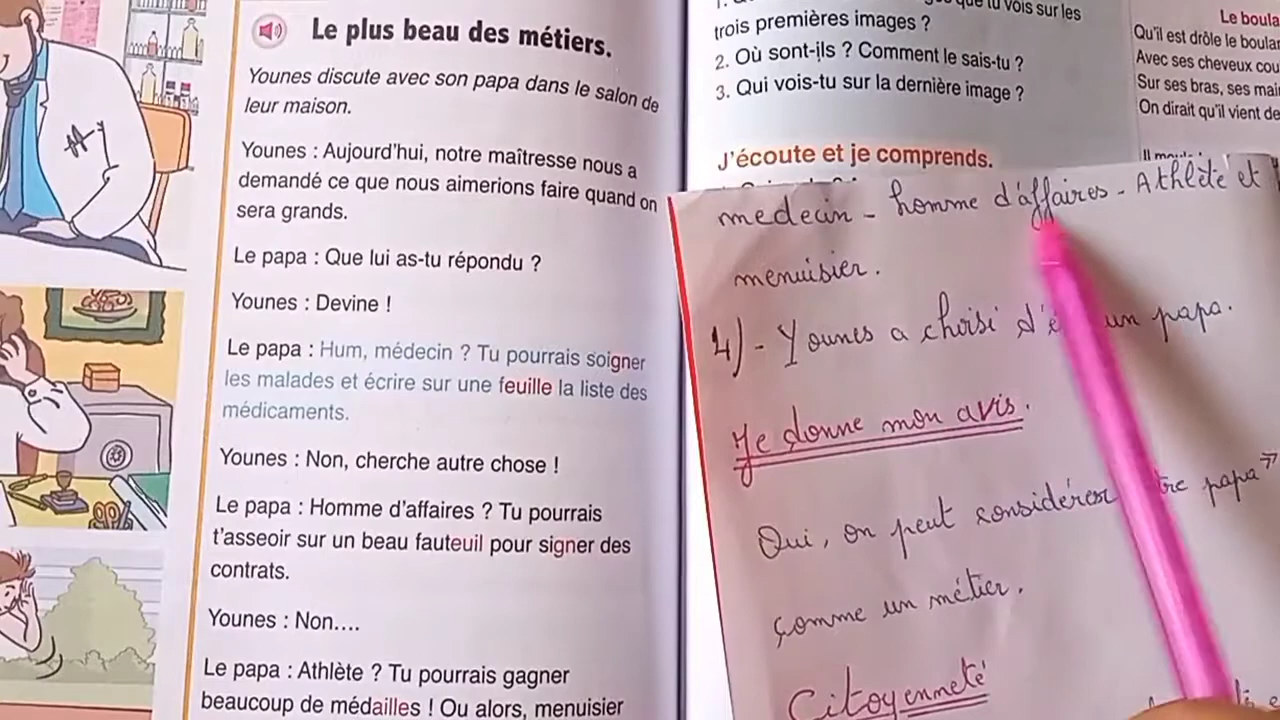 Le plus beau des métiers.
Younes discute avec son papa dans le salon de
leur maison.
Younes : Aujourd'hui, notre maîtresse nous a
demandé ce que nous aimerions faire quand on
sera grands.
Le papa : Que lui as-tu répondu ?
Younes : Devine !
Le papa : Hum, médecin ? Tu pourrais soigner
les malades et écrire sur une feuille la liste des
médicaments.
Younes : Non, cherche autre chose !
Le papa : Homme d'affaires ? Tu pourrais
t'asseoir sur un beau fauteuil pour signer des
contrats.
Younes : Non....
Le papa : Athlète ? Tu pourrais gagner
beaucoup de médailles ! Ou alors, menuisier
tu vois sur les
trois premières images ?
2. Où sont-ils ? Comment le sais-tu ?
3. Qui vois-tu sur la dernière image ?
J'écoute et je comprends.
Le boula
Qu'il est drôle le boular
Avec ses cheveux cou
Sur ses bras, ses mai
On dirait qu'il vient de
medecin - homme d'affaires - Athlète et
menuisier.
4) - Younes a choisi d'ê un papa.
Je donne mon avis.
Oui, on peut considérer tre papa »
comme un métier.
Citoyenneté